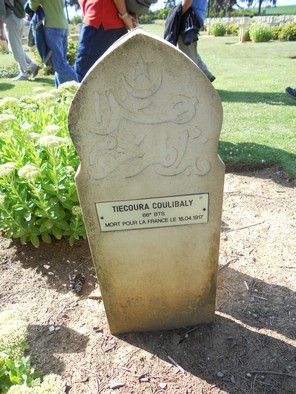 TIECOURA COULIBALY
66ᵉ BTS
MORT POUR LA FRANCE LE 16.04.1917